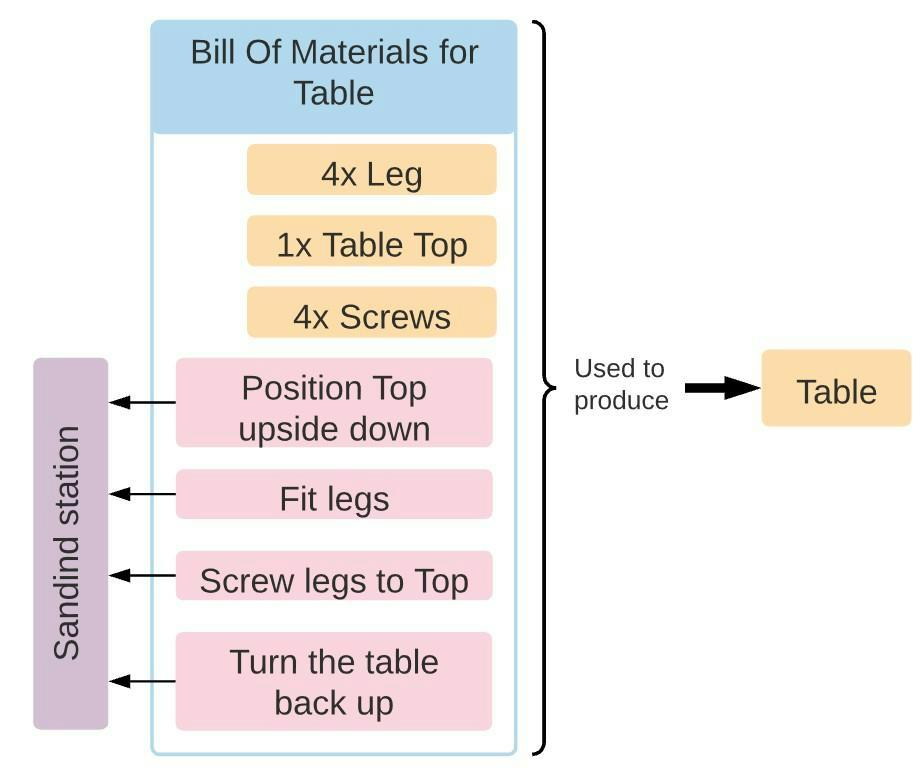 Bill Of Materials for
Table
4x Leg
1x Table Top
4x Screws
Position Top
upside down
Fit legs
Screw legs to Top
Turn the table
back up
Sandind station
Used to
produce
Table